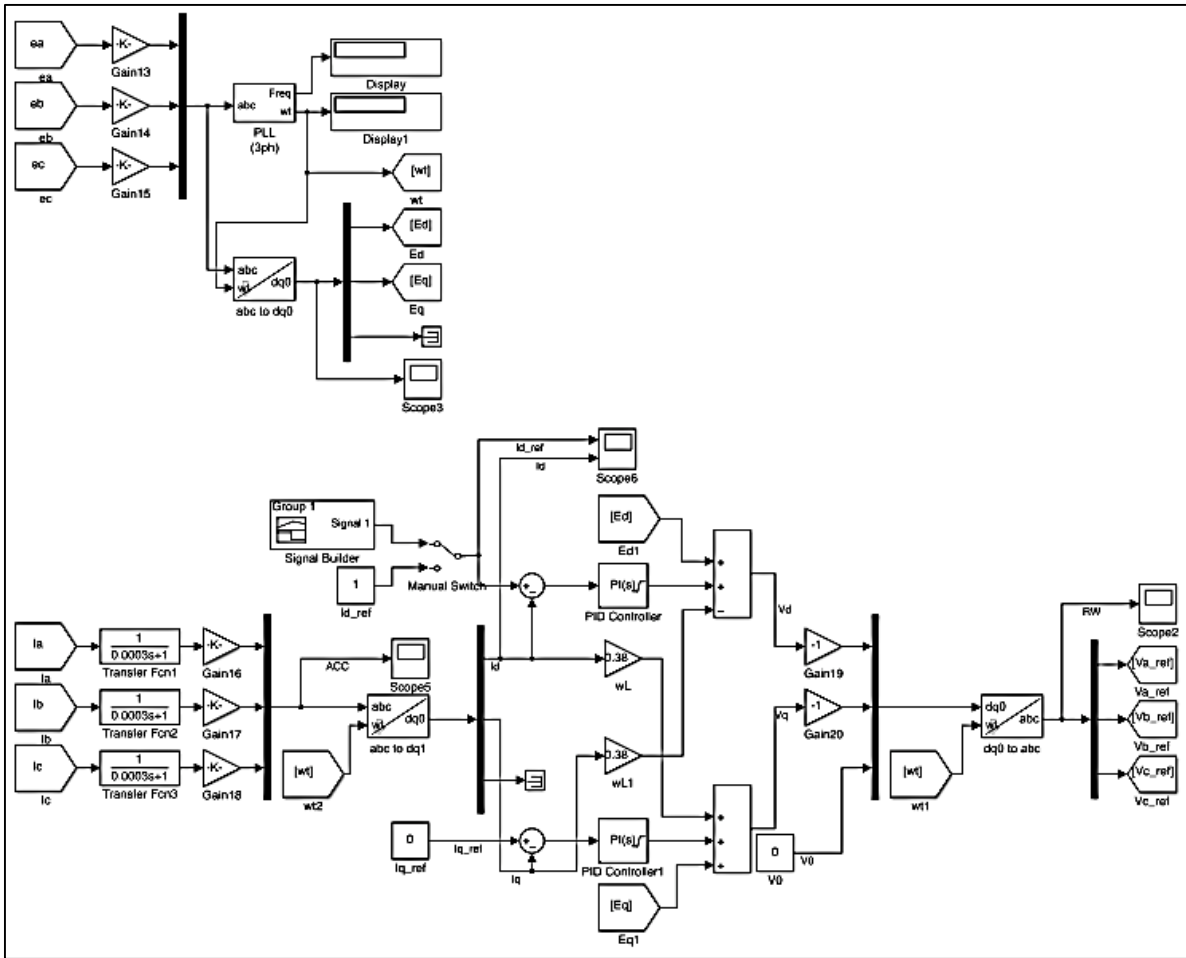 ea
-K-
ea
Gain13
eb
-K-
eb
Gain14
ec
-K-
ec
Gain15
abc
Freq
wt
PLL
(3ph)
Display
Display1
[wt]
wt
[Ed]
Ed
[Eq]
Eq
abc
wt
dq0
abc to dq0
Scope3
Id_ref
Id
Scope6
Group 1
Signal 1
Signal Builder
Manual Switch
1
Id_ref
[Ed]
Ed1
+
-
PI(s)
PID Controller
+
+
-
Vd
Ia
1
0.0003s+1
-K-
Ia
Transfer Fcn1
Gain16
Ib
1
0.0003s+1
-K-
Ib
Transfer Fcn2
Gain17
Ic
1
0.0003s+1
-K-
Ic
Transfer Fcn3
Gain18
ACC
Scope5
abc
wt
dq0
abc to dq1
[wt]
wt2
Id
0.38
wL
0.38
wL1
0
Iq_ref
Iq_ref
+
-
Iq
PI(s)
PID Controller1
[Eq]
Eq1
+
+
+
Vq
-1
Gain19
-1
Gain20
0
V0
V0
[wt]
wt1
dq0
wt
abc
dq0 to abc
RW
Scope2
[Va_ref]
Va_ref
[Vb_ref]
Vb_ref
[Vc_ref]
Vc_ref